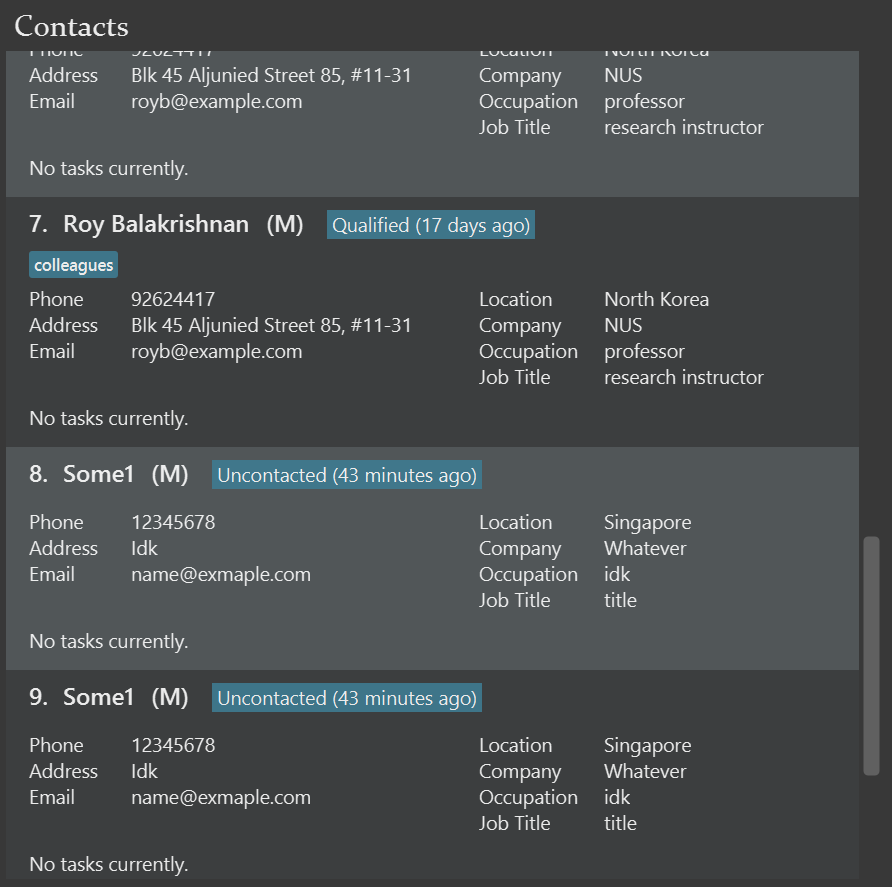 Contacts
Phone 92624417 Location North Korea
Address Blk 45 Aljunied Street 85, #11-31 Company NUS
Email royb@example.com Occupation professor
Job Title research instructor
No tasks currently.
7. Roy Balakrishnan (M) Qualified (17 days ago)
colleagues
Phone 92624417 Location North Korea
Address Blk 45 Aljunied Street 85, #11-31 Company NUS
Email royb@example.com Occupation professor
Job Title research instructor
No tasks currently.
8. Some1 (M) Uncontacted (43 minutes ago)
Phone 12345678 Location Singapore
Address Idk Company Whatever
Email name@exmaple.com Occupation idk
Job Title title
No tasks currently.
9. Some1 (M) Uncontacted (43 minutes ago)
Phone 12345678 Location Singapore
Address Idk Company Whatever
Email name@exmaple.com Occupation idk
Job Title title
No tasks currently.